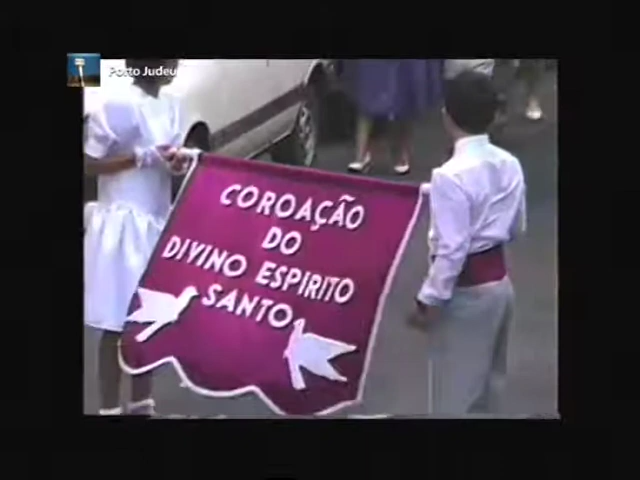 Porto Judeu
COROAÇÃO
DO
DIVINO ESPIRITO
SANTO